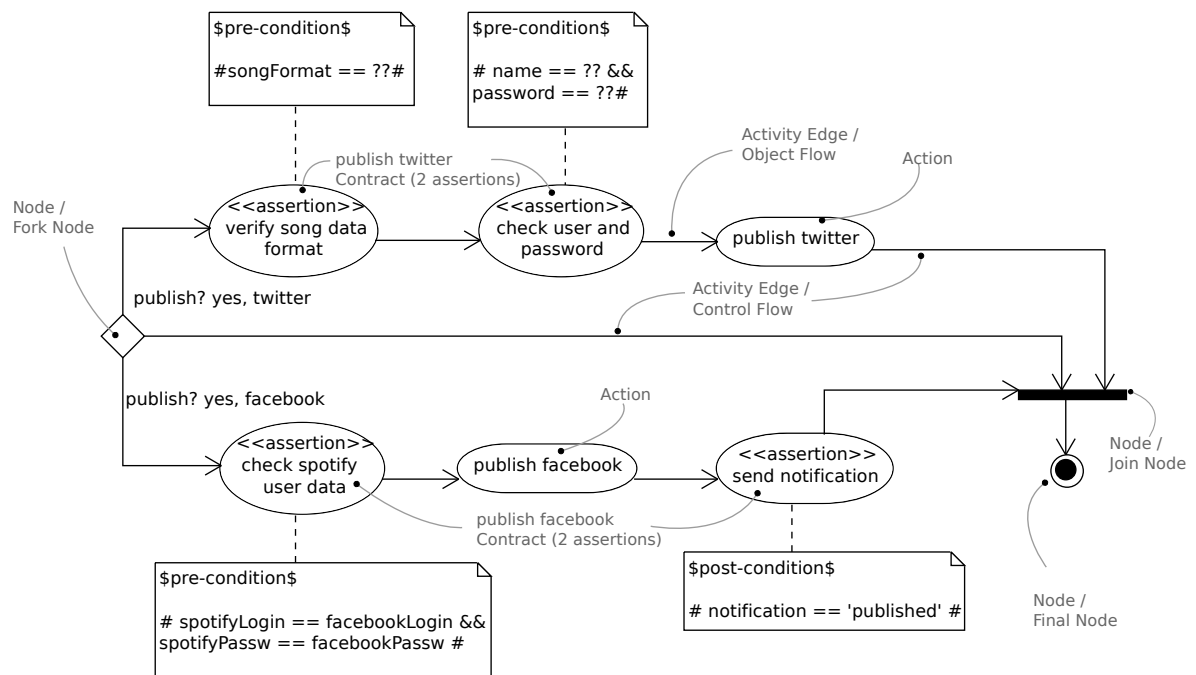 $pre-condition$
#songFormat == ??#
$pre-condition$
# name == ?? &&
password == ??#
Activity Edge /
Object Flow
Action
publish twitter
Contract (2 assertions)
Node /
Fork Node
<<assertion>>
verify song data
format
<<assertion>>
check user and
password
publish twitter
publish? yes, twitter
Activity Edge /
Control Flow
publish? yes, facebook
Action
<<assertion>>
check spotify
user data
publish facebook
<<assertion>>
send notification
Node /
Join Node
publish facebook
Contract (2 assertions)
$pre-condition$
# spotifyLogin == facebookLogin &&
spotifyPassw == facebookPassw #
$post-condition$
# notification == 'published' #
Node /
Final Node